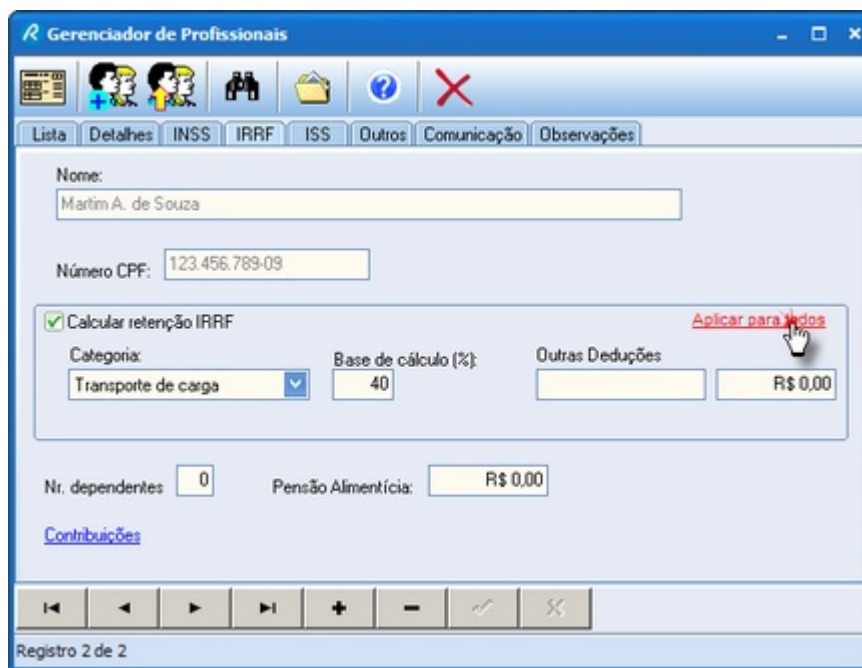 Gerenciador de Profissionais
Lista Detalhes INSS IRRF ISS Outros Comunicação Observações
Nome:
Martim A. de Souza
Número CPF: 123.456.789-09
Calcular retenção IRRF Aplicar para todos
Categoria: Base de cálculo (%): Outras Deduções
Transporte de carga 40 R$ 0,00
Nr. dependentes 0 Pensão Alimentícia: R$ 0,00
Contribuições
Registro 2 de 2